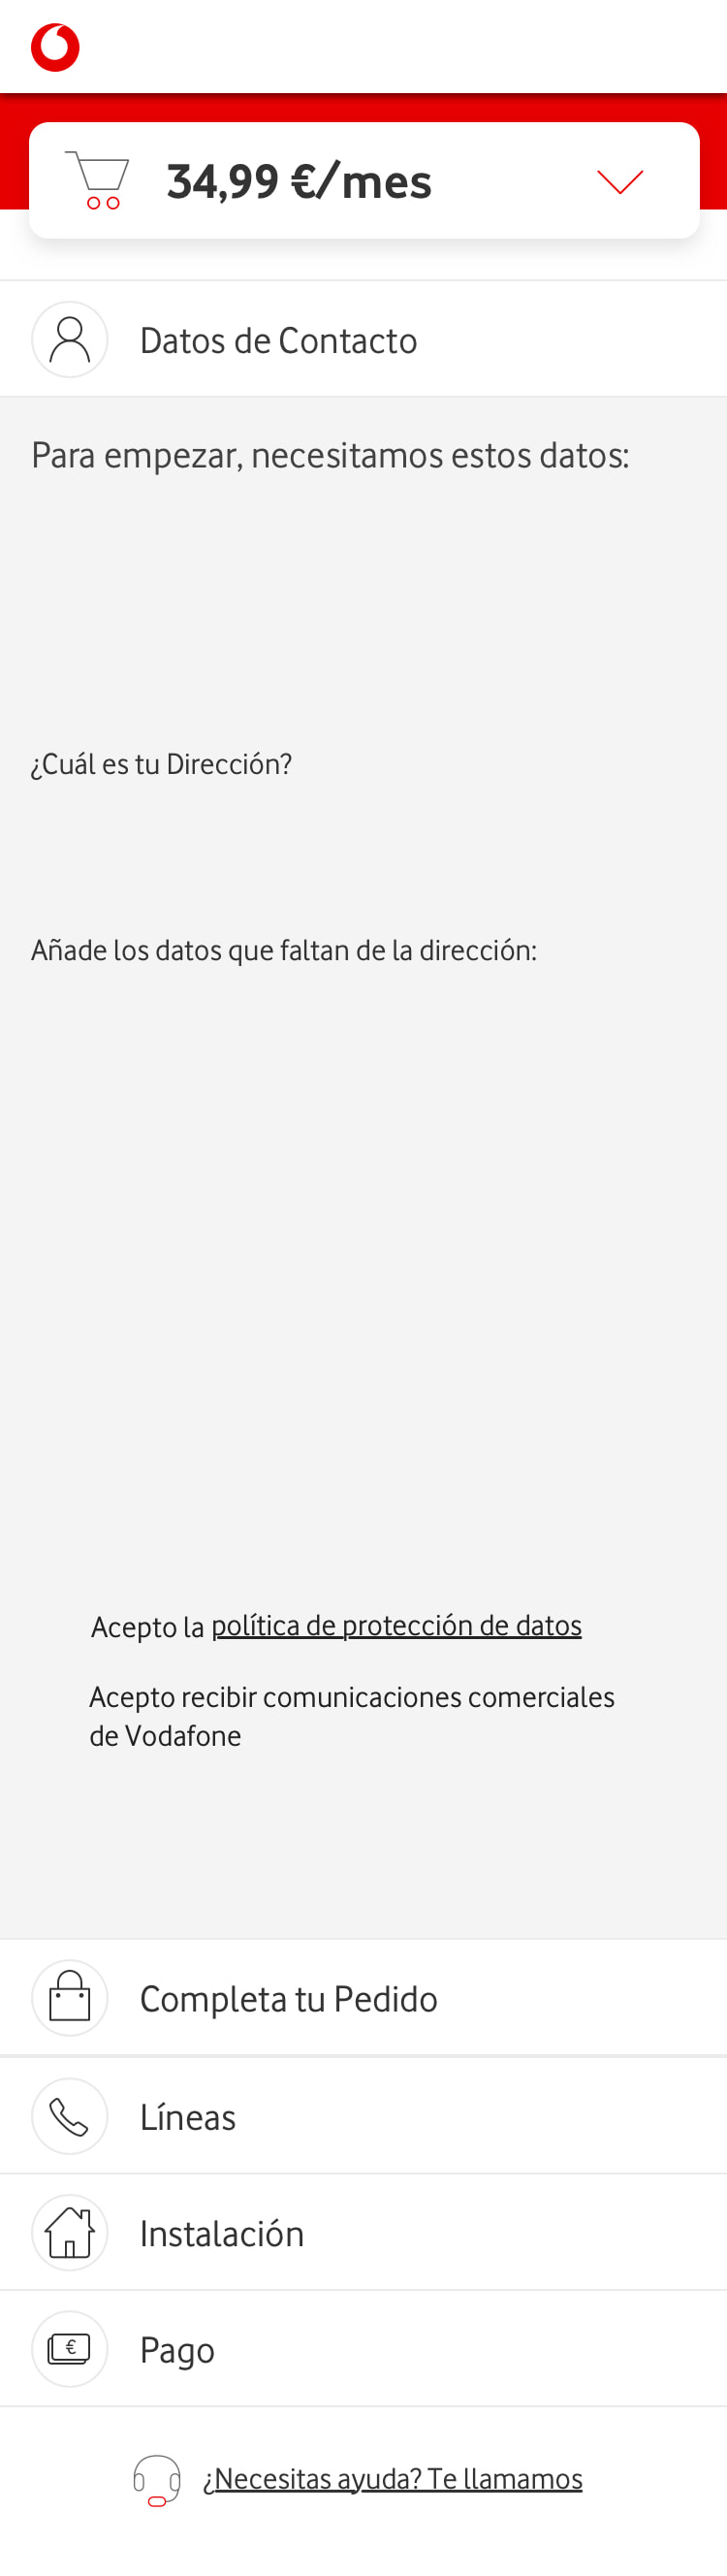 34,99 €/mes
Datos de Contacto
Para empezar, necesitamos estos datos:
¿Cuál es tu Dirección?
Añade los datos que faltan de la dirección:
Acepto la política de protección de datos
Acepto recibir comunicaciones comerciales
de Vodafone
Completa tu Pedido
Líneas
Instalación
€
Pago
¿Necesitas ayuda? Te llamamos